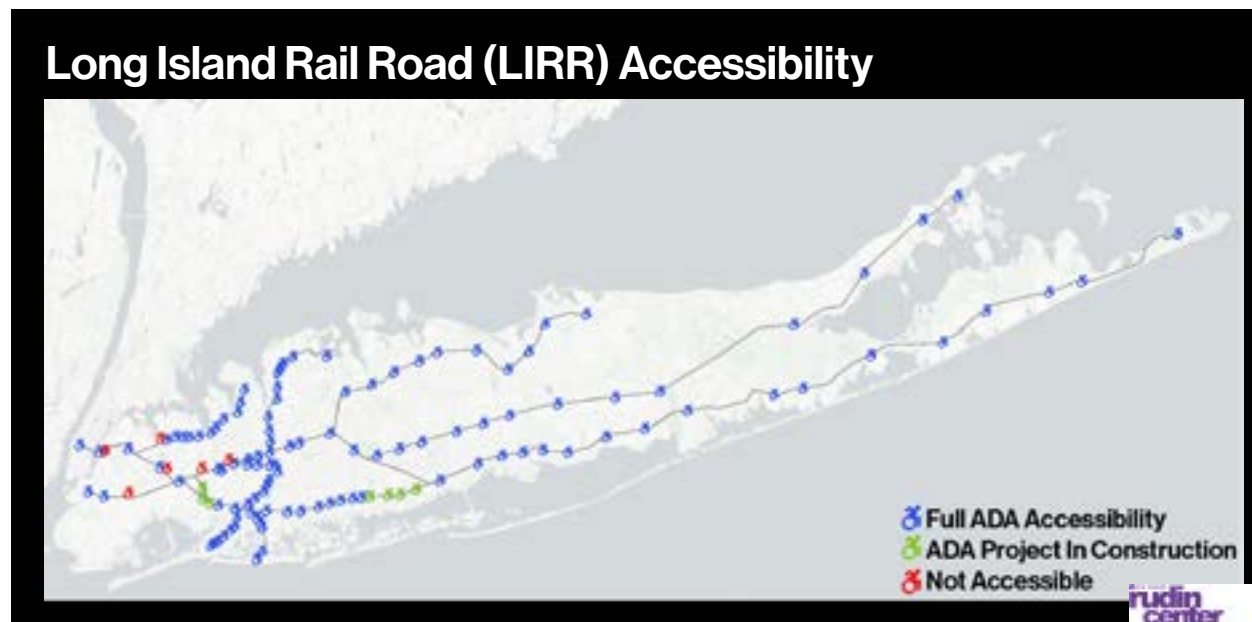 Long Island Rail Road (LIRR) Accessibility
Full ADA Accessibility
ADA Project In Construction
Not Accessible
rudin
center